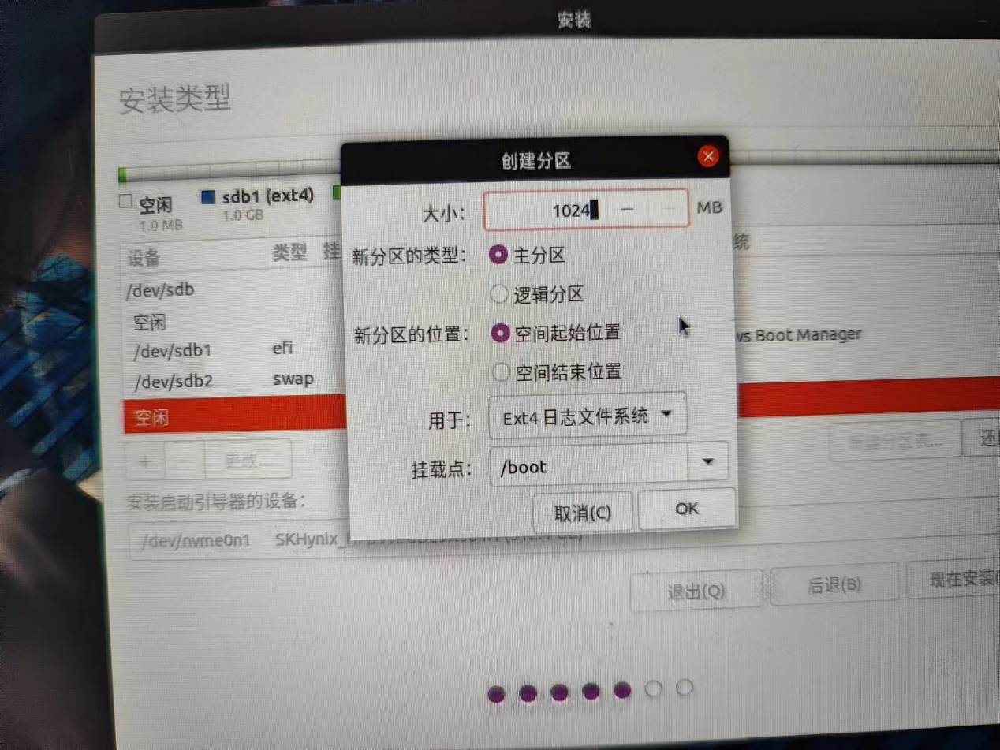 安装
安装类型
创建分区
空闲
1.0 MB
sdb1 (ext4)
1.0 GB
大小: 1024 － + MB
设备 类型 挂
统
新分区的类型: 主分区
逻辑分区
/dev/sdb
空闲
新分区的位置: 空间起始位置
/dev/sdb1 efi
vs Boot Manager
空间结束位置
/dev/sdb2 swap
空闲
用于: Ext4 日志文件系统
+ － 更改...
新建分区表...
挂载点: /boot
安装启动引导器的设备:
取消(C) OK
/dev/nvme0n1 SKHynix_
退出(Q) 后退(B) 现在安装(